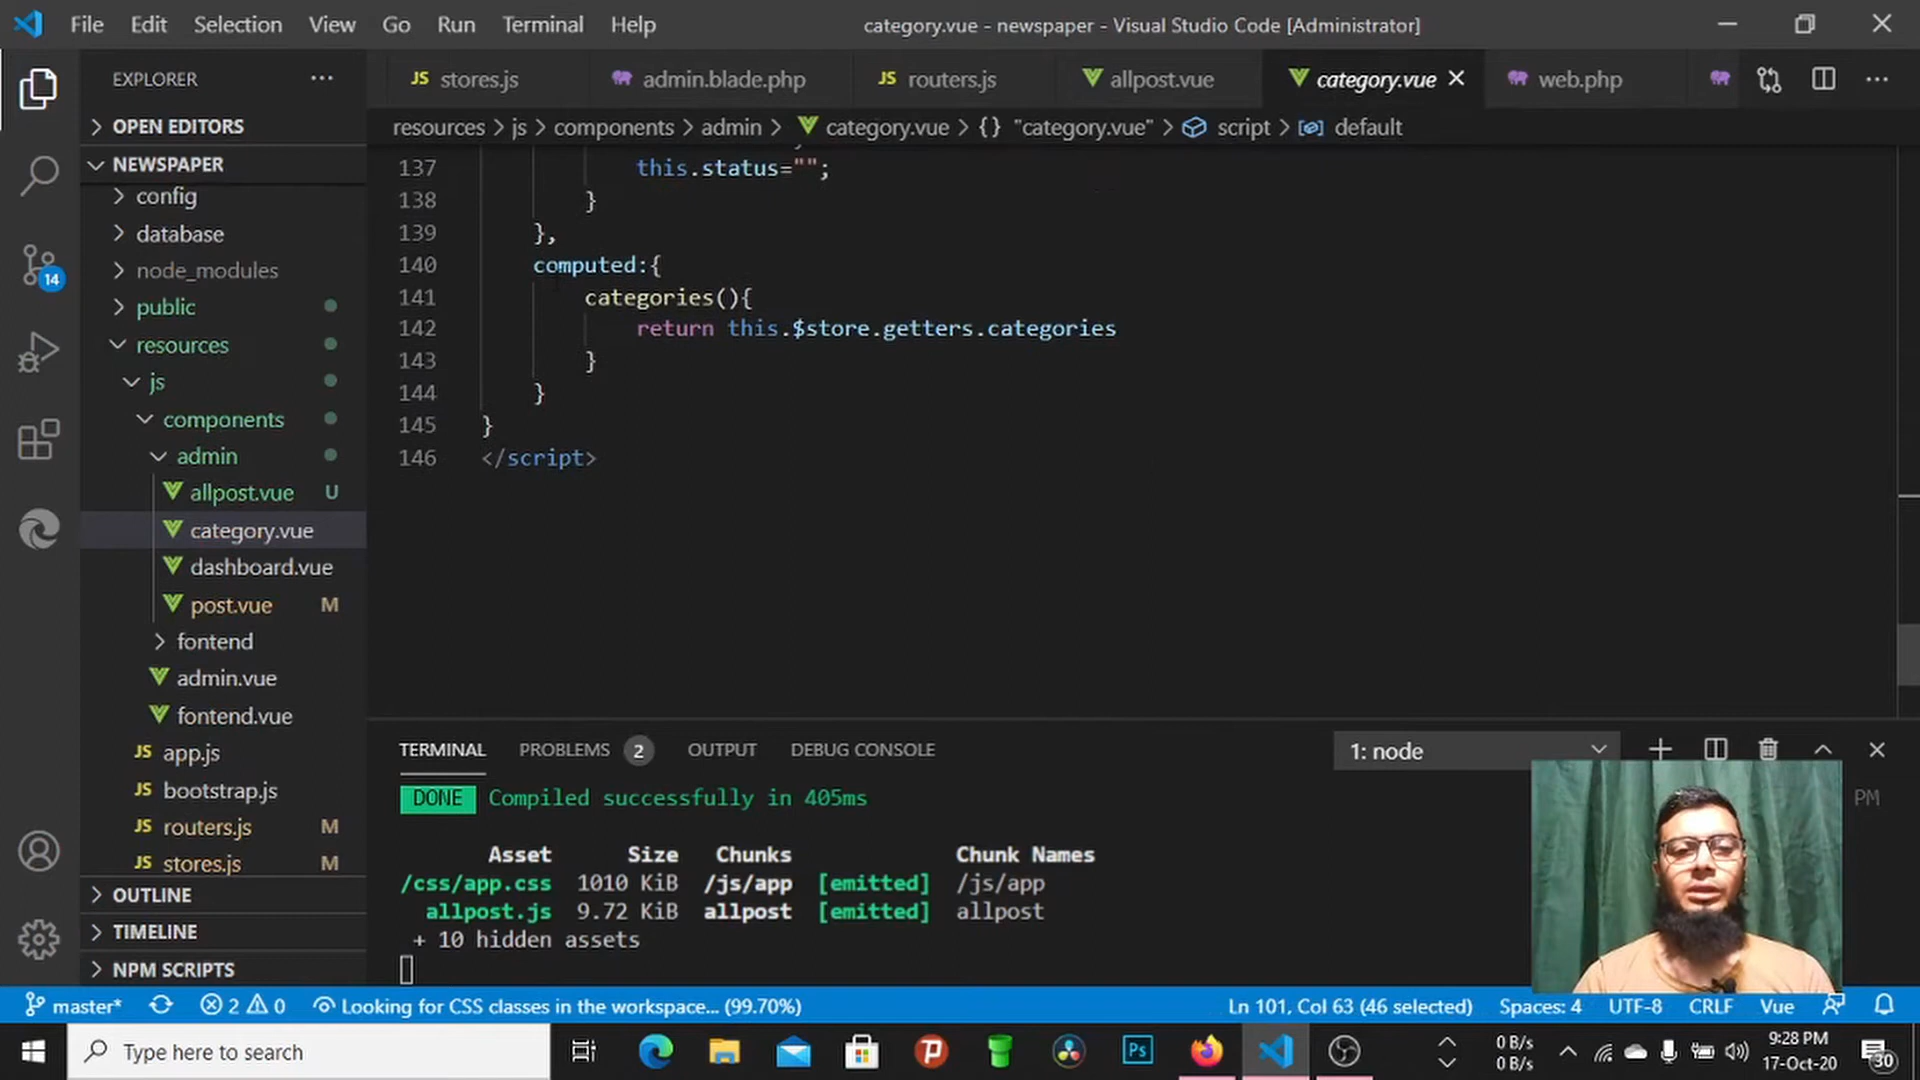 File Edit Selection View Go Run Terminal Help
category.vue - newspaper - Visual Studio Code [Administrator]
EXPLORER
JS stores.js
admin.blade.php
JS routers.js
allpost.vue
category.vue
web.php
resources > js > components > admin > category.vue > {} "category.vue" > script > default
OPEN EDITORS
NEWSPAPER
config
database
node_modules
public
resources
js
components
admin
allpost.vue U
category.vue
dashboard.vue
post.vue M
fontend
admin.vue
fontend.vue
JS app.js
JS bootstrap.js
JS routers.js M
JS stores.js M
OUTLINE
TIMELINE
NPM SCRIPTS
14
137 this.status="";
138 }
139 },
140 computed:{
141 categories(){
142 return this.$store.getters.categories
143 }
144 }
145 }
146 </script>
TERMINAL PROBLEMS 2 OUTPUT DEBUG CONSOLE
1: node
DONE Compiled successfully in 405ms
PM
Asset Size Chunks Chunk Names
/css/app.css 1010 KiB /js/app [emitted] /js/app
allpost.js 9.72 KiB allpost [emitted] allpost
+ 10 hidden assets
master* 2 0 Looking for CSS classes in the workspace... (99.70%)
Ln 101, Col 63 (46 selected) Spaces: 4 UTF-8 CRLF Vue
Type here to search
Ps
0 B/s
0 B/s
9:28 PM
17-Oct-20
30